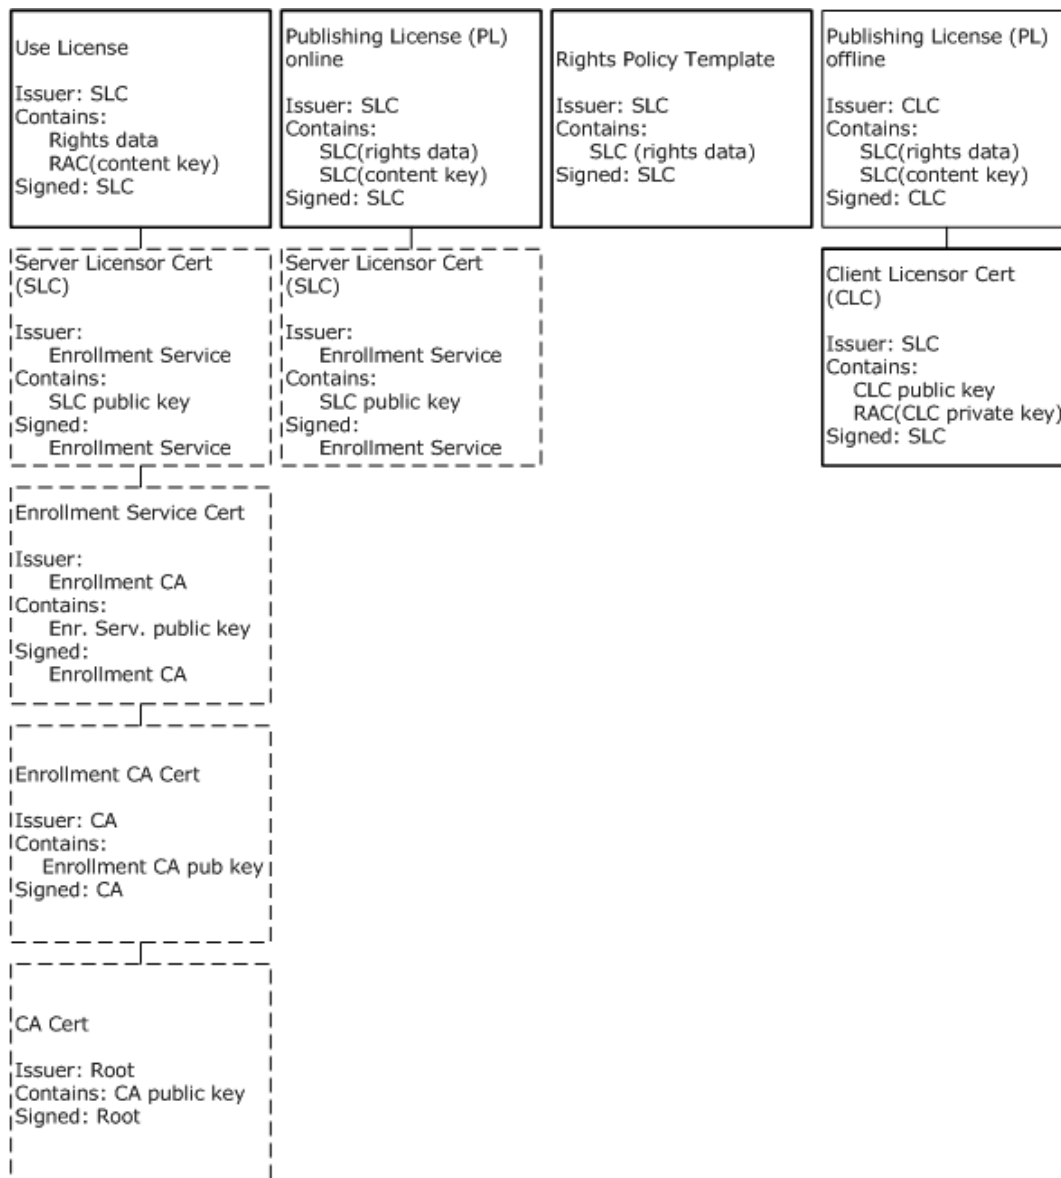 Use License
Issuer: SLC
Contains:
Rights data
RAC(content key)
Signed: SLC
Publishing License (PL)
online
Issuer: SLC
Contains:
SLC(rights data)
SLC(content key)
Signed: SLC
Rights Policy Template
Issuer: SLC
Contains:
SLC (rights data)
Signed: SLC
Publishing License (PL)
offline
Issuer: CLC
Contains:
SLC(rights data)
SLC(content key)
Signed: CLC
Server Licensor Cert
(SLC)
Issuer:
Enrollment Service
Contains:
SLC public key
Signed:
Enrollment Service
Server Licensor Cert
(SLC)
Issuer:
Enrollment Service
Contains:
SLC public key
Signed:
Enrollment Service
Client Licensor Cert
(CLC)
Issuer: SLC
Contains:
CLC public key
RAC(CLC private key)
Signed: SLC
Enrollment Service Cert
Issuer:
Enrollment CA
Contains:
Enr. Serv. public key
Signed:
Enrollment CA
Enrollment CA Cert
Issuer: CA
Contains:
Enrollment CA pub key
Signed: CA
CA Cert
Issuer: Root
Contains: CA public key
Signed: Root